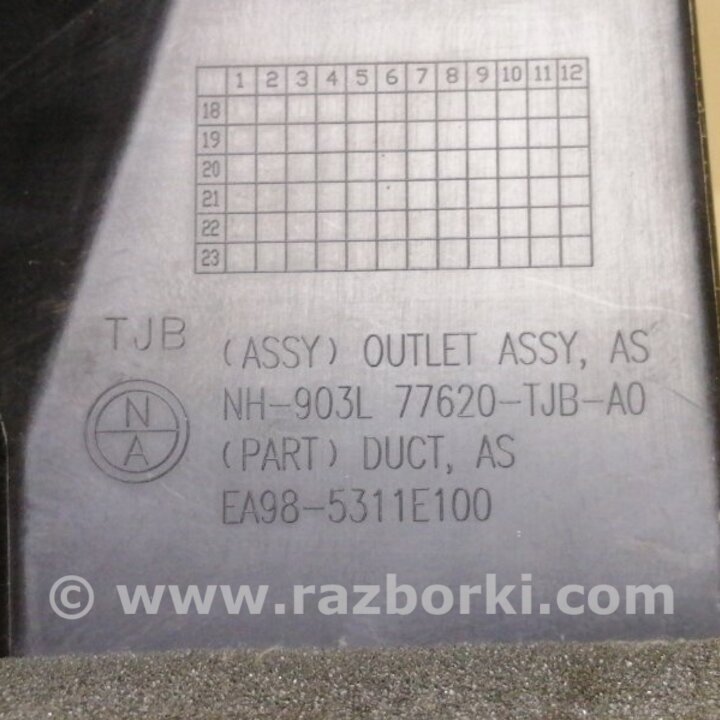 1 2 3 4 5 6 7 8 9 10 11 12
18
19
20
21
22
23
TJB
(ASSY) OUTLET ASSY, AS
NH-903L 77620-TJB-A0
(PART) DUCT, AS
EA98-5311E100
N
A
© www.razborki.com